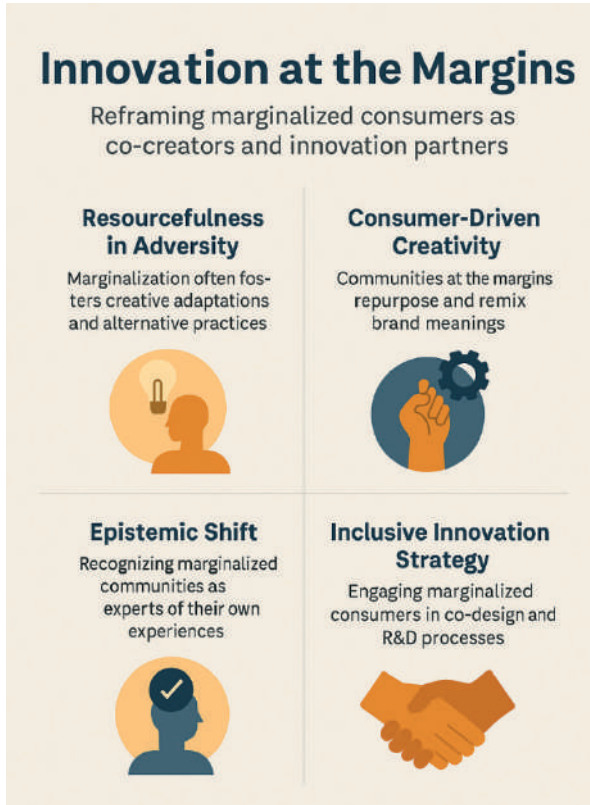 Innovation at the Margins
Reframing marginalized consumers as
co-creators and innovation partners
Resourcefulness
in Adversity
Marginalization often fos-
ters creative adaptations
and alternative practices
Consumer-Driven
Creativity
Communities at the margins
repurpose and remix
brand meanings
Epistemic Shift
Recognizing marginalized
communities as
experts of their own
experiences
Inclusive Innovation
Strategy
Engaging marginalized
consumers in co-design and
R&D processes